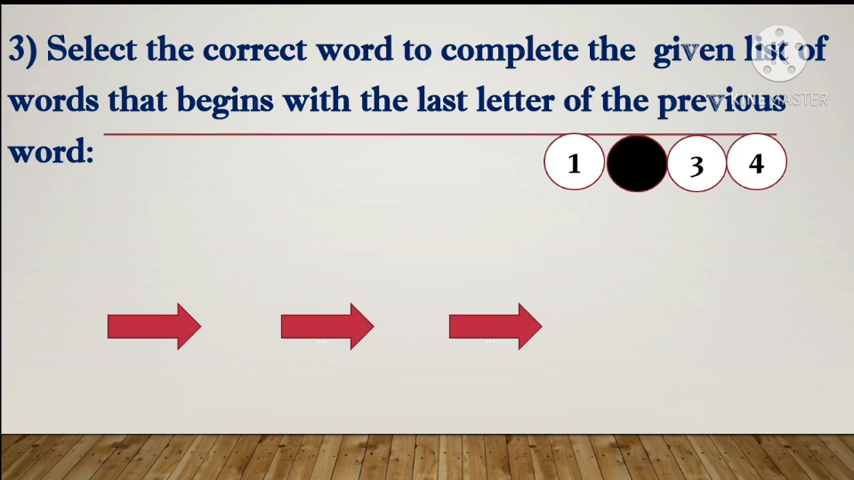 3) Select the correct word to complete the given list of
words that begins with the last letter of the previous
word:
1 3 4
... ...
KINEMASTER